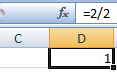 fx =2/2
C D
1